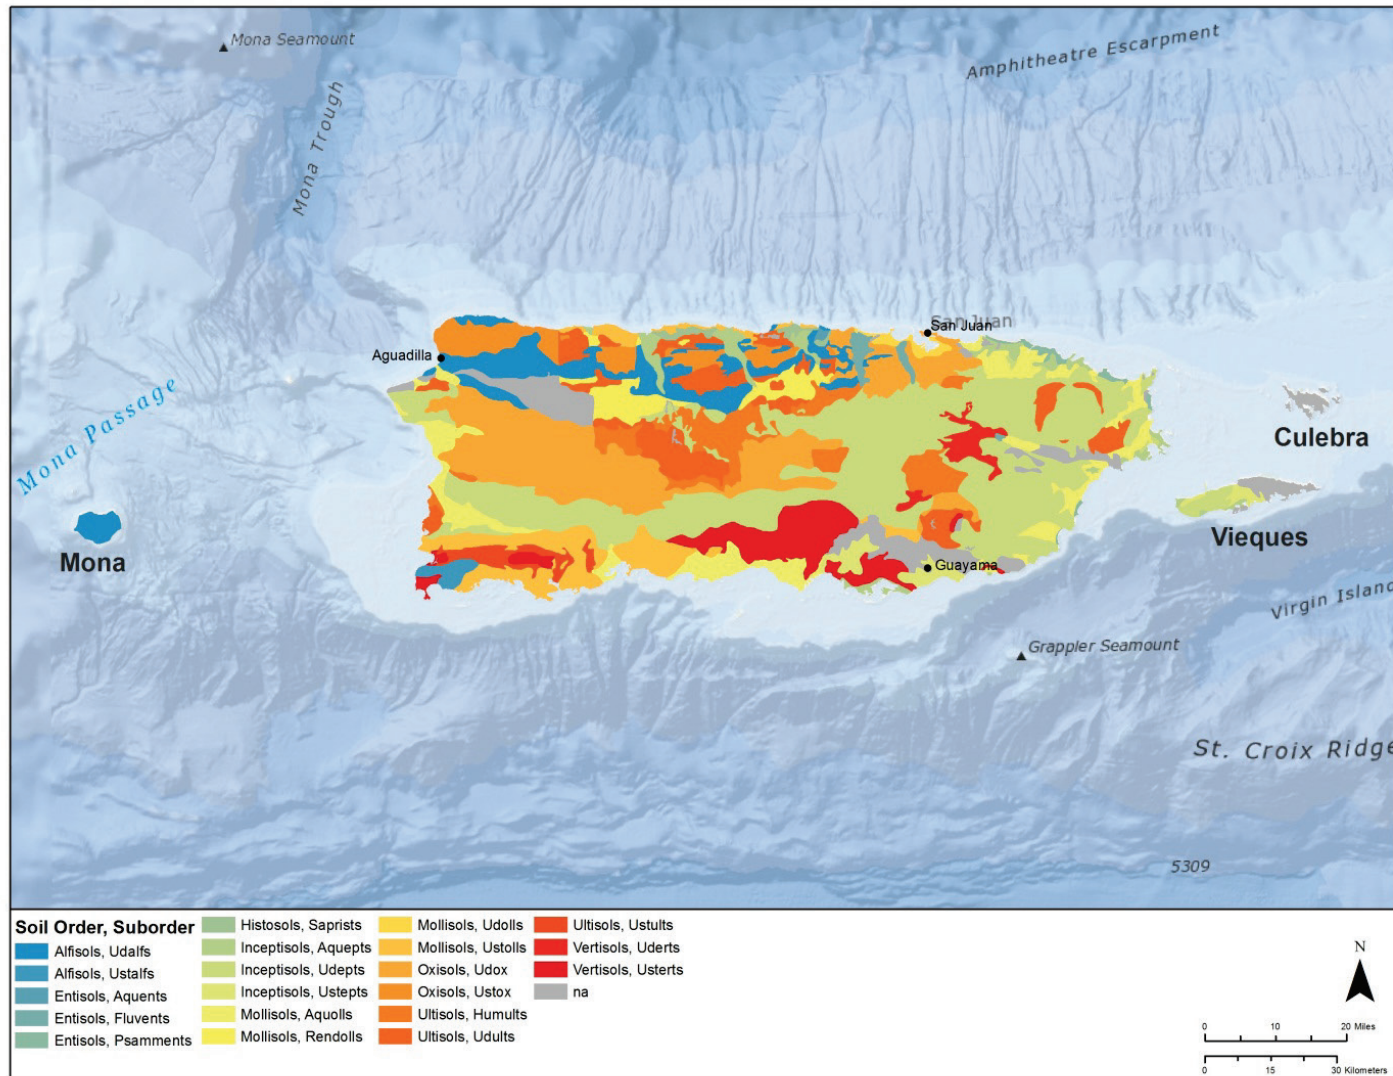 Mona Seamount
Amphitheatre Escarpment
Mona Trough
San Juan
San Juan
Aguadilla
Mona Passage
Culebra
Mona
Vieques
Guayama
Virgin Island
Grappler Seamount
St. Croix Ridge
5309
Soil Order, Suborder
Alfisols, Udalfs
Alfisols, Ustalfs
Entisols, Aquents
Entisols, Fluvents
Entisols, Psamments
Histosols, Saprists
Inceptisols, Aquepts
Inceptisols, Udepts
Inceptisols, Ustepts
Mollisols, Aquolls
Mollisols, Rendolls
Mollisols, Udolls
Mollisols, Ustolls
Oxisols, Udox
Oxisols, Ustox
Ultisols, Humults
Ultisols, Udults
Ultisols, Ustults
Vertisols, Uderts
Vertisols, Usterts
na
N
0 10 20 Miles
0 15 30 Kilometers